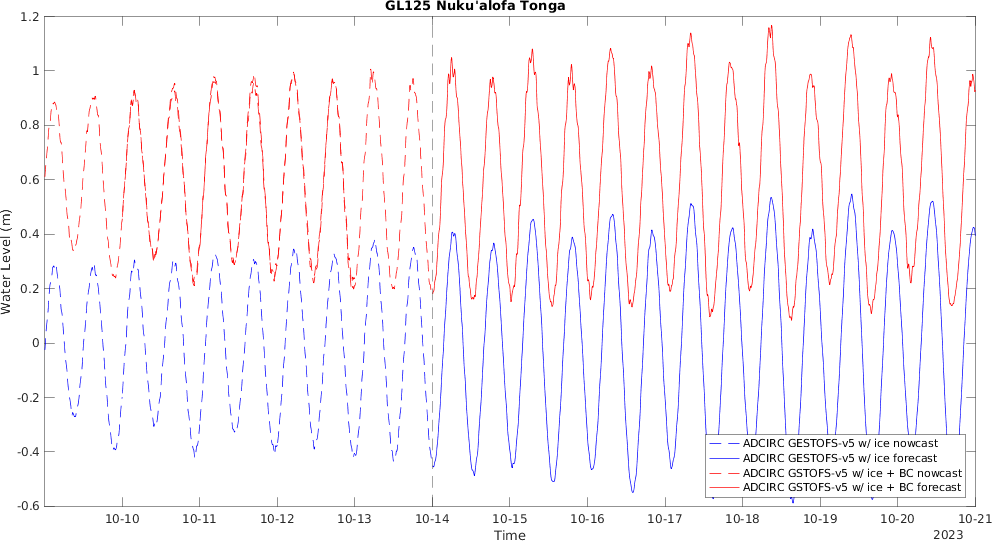 GL125 Nuku'alofa Tonga
Water Level (m)
1.2
1
0.8
0.6
0.4
0.2
0
-0.2
-0.4
-0.6
ADCIRC GESTOFS-v5 w/ ice nowcast
ADCIRC GESTOFS-v5 w/ ice forecast
ADCIRC GSTOFS-v5 w/ ice + BC nowcast
ADCIRC GSTOFS-v5 w/ ice + BC forecast
10-10 10-11 10-12 10-13 10-14 10-15 10-16 10-17 10-18 10-19 10-20 10-21
Time
2023